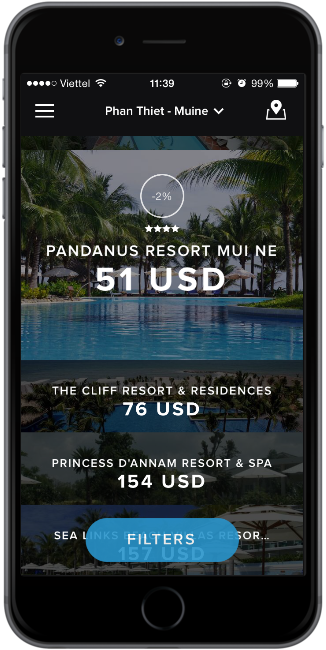 Viettel 11:39 99%
Phan Thiet - Muine
-2%
PANDANUS RESORT MUI NE
51 USD
THE CLIFF RESORT & RESIDENCES
76 USD
PRINCESS D'ANNAM RESORT & SPA
154 USD
SEA LINKS RESOR...
FILTERS
157 USD